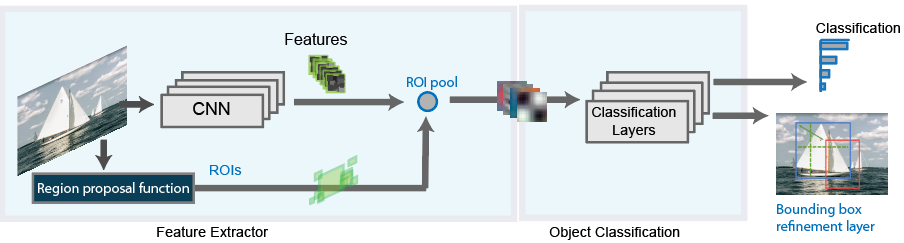 Features
CNN
ROI pool
Region proposal function
ROIs
Feature Extractor
Classification
Layers
Object Classification
Classification
Bounding box
refinement layer